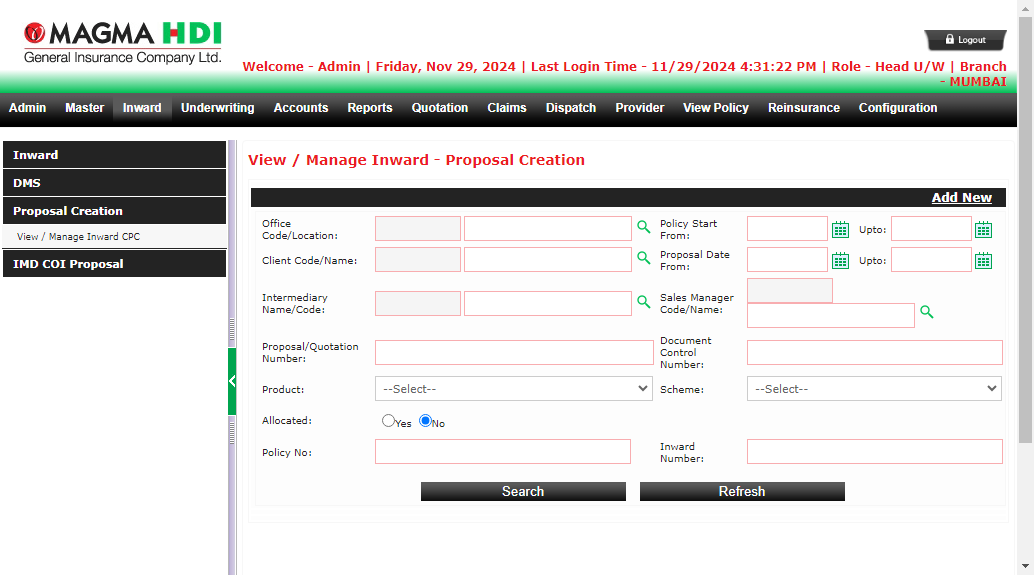 MAGMA HDI
General Insurance Company Ltd.
Logout
Welcome - Admin | Friday, Nov 29, 2024 | Last Login Time - 11/29/2024 4:31:22 PM | Role - Head U/W | Branch
- MUMBAI
Admin Master Inward Underwriting Accounts Reports Quotation Claims Dispatch Provider View Policy Reinsurance Configuration
Inward
DMS
Proposal Creation
View / Manage Inward CPC
IMD COI Proposal
View / Manage Inward - Proposal Creation
Add New
Office
Code/Location:
Policy Start
From:
Upto:
Client Code/Name:
Proposal Date
From:
Upto:
Intermediary
Name/Code:
Sales Manager
Code/Name:
Proposal/Quotation
Number:
Document
Control
Number:
Product:
--Select--
Scheme:
--Select--
Allocated:
Yes No
Policy No:
Inward
Number:
Search
Refresh